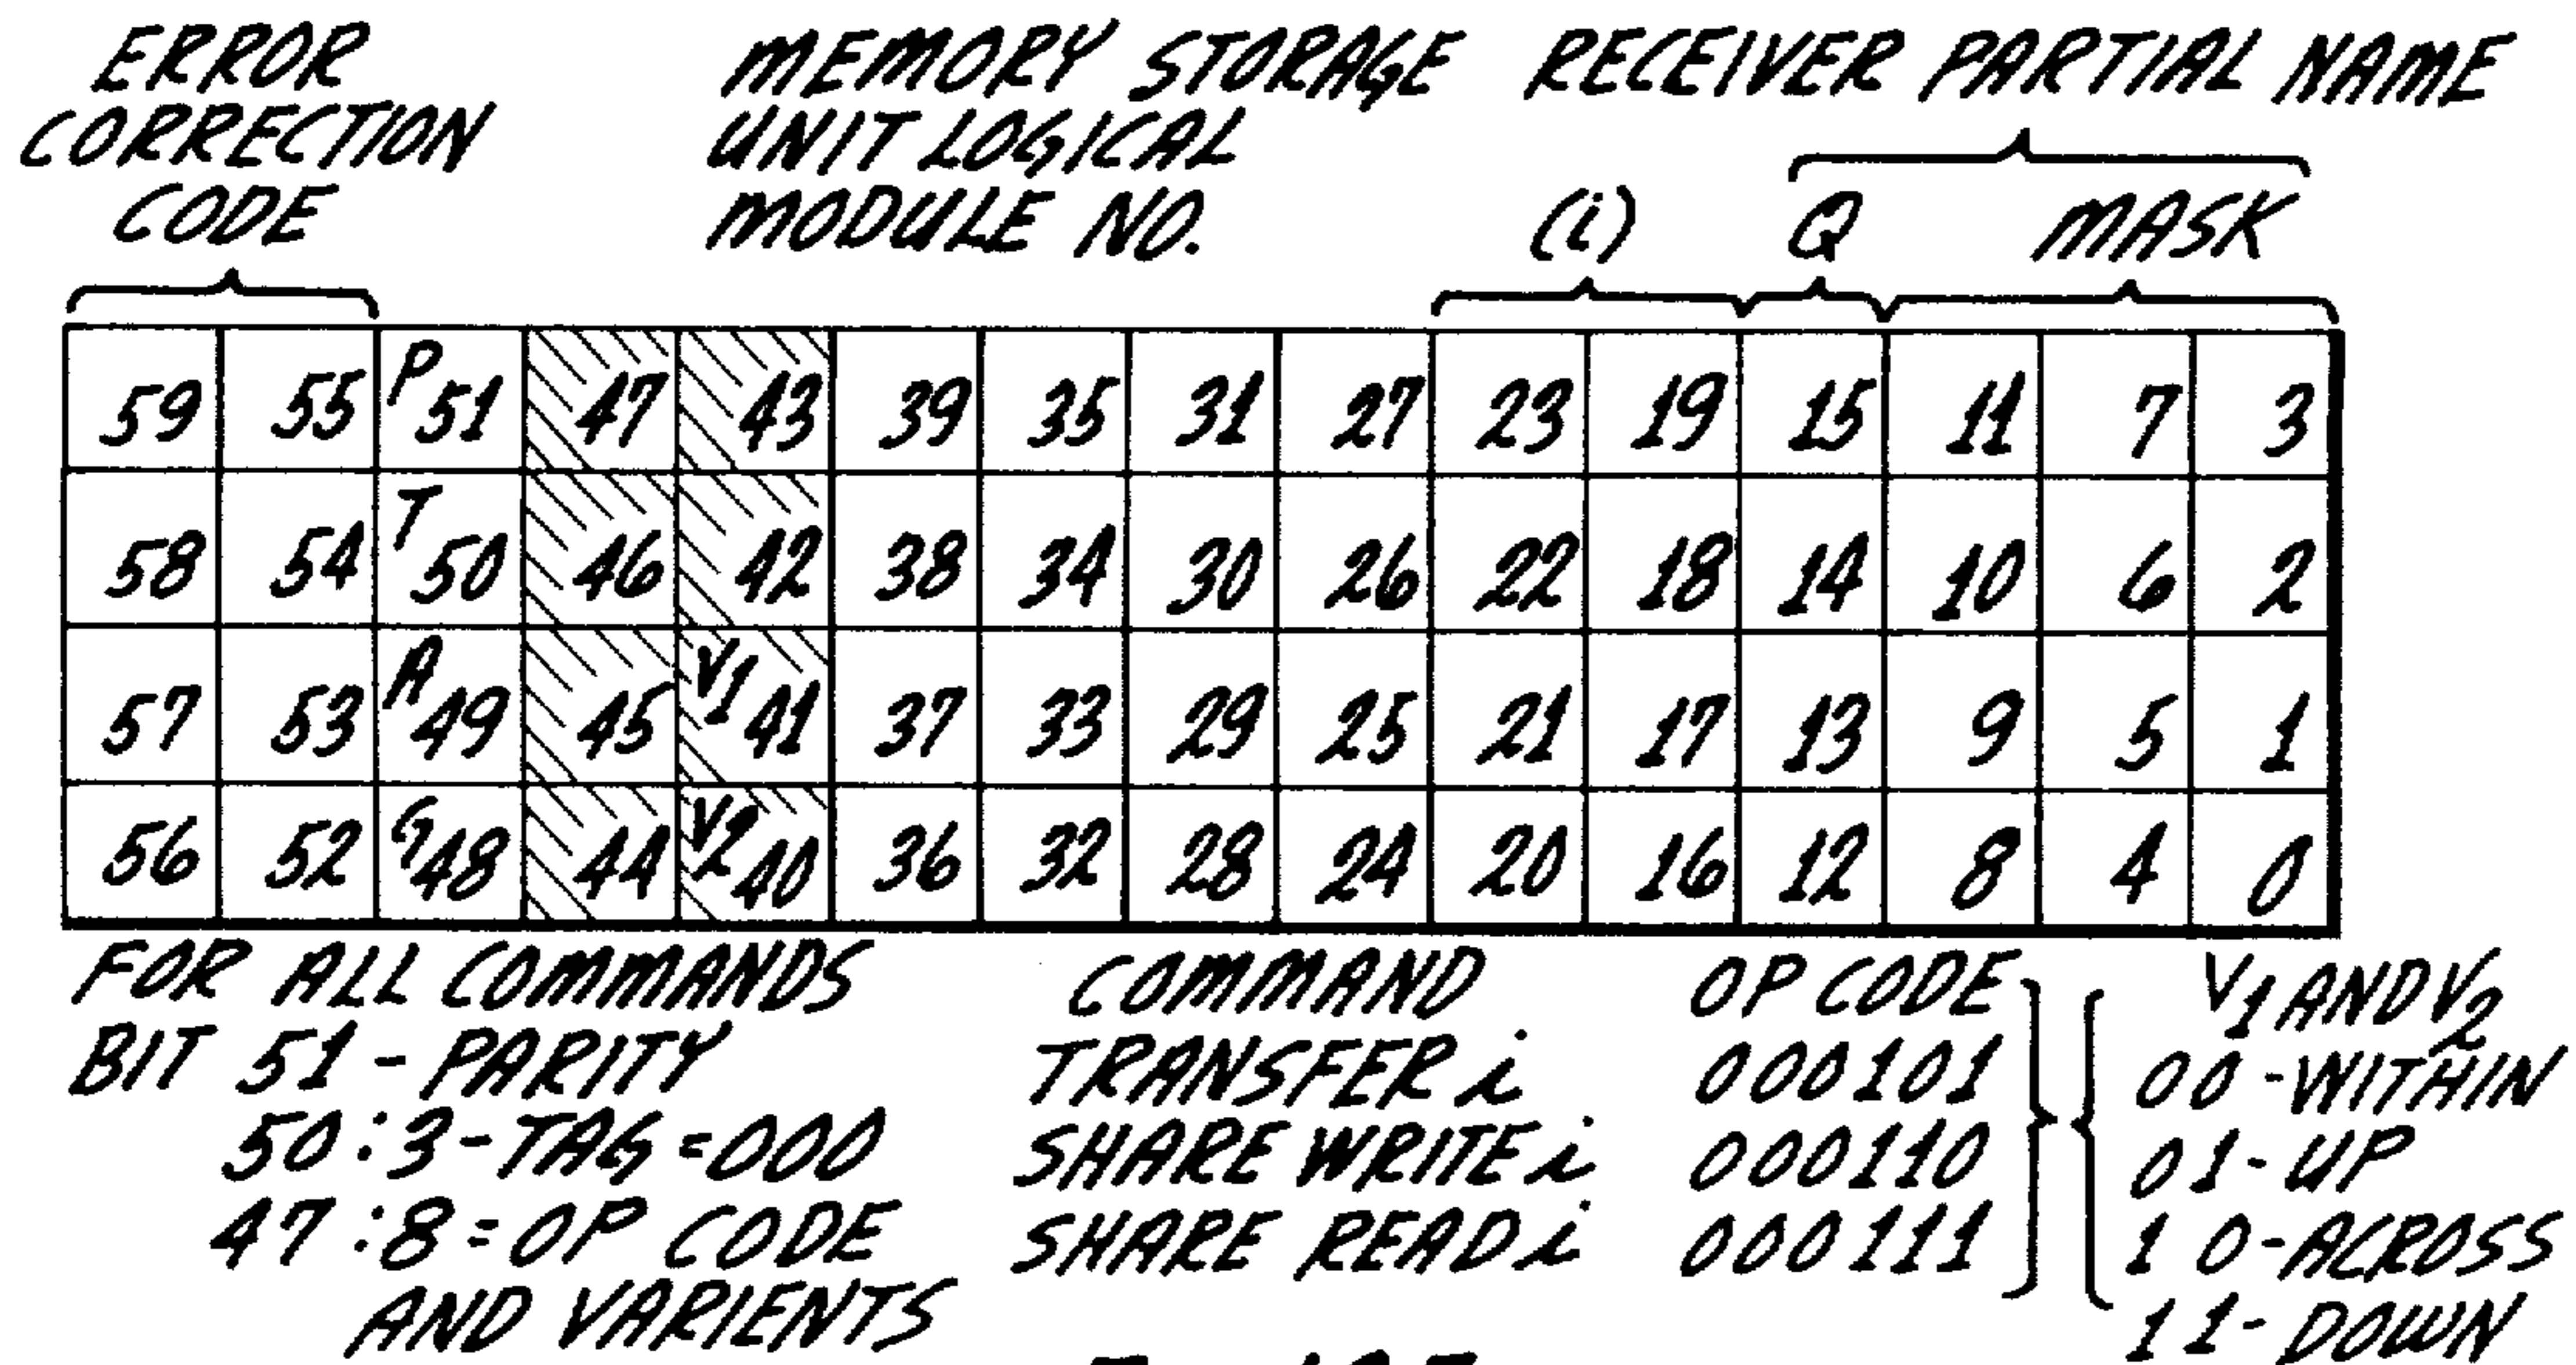 ERROR CORRECTION CODE
MEMORY STORAGE UNIT LOGICAL MODULE NO.
RECEIVER PARTIAL NAME
(i) Q MASK
59 55 P 51 47 43 39 35 31 27 23 19 15 11 7 3
58 54 T 50 46 42 38 34 30 26 22 18 14 10 6 2
57 53 A 49 45 V1 41 37 33 29 25 21 17 13 9 5 1
56 52 G 48 44 V2 40 36 32 28 24 20 16 12 8 4 0
FOR ALL COMMANDS
BIT 51 - PARITY
50:3 - TAG = 000
47:8 = OP CODE
AND VARIENTS
COMMAND OP CODE
TRANSFER i 000101
SHARE WRITE i 000110
SHARE READ i 000111
V1 AND V2
00 - WITHIN
01 - UP
10 - ACROSS
11 - DOWN